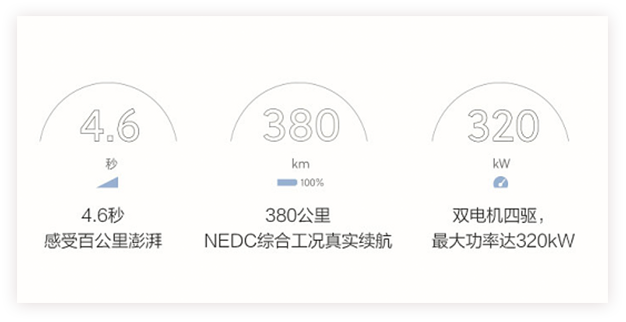 4.6
380
320
秒
km
kW
100%
4.6秒
380公里
双电机四驱，
感受百公里澎湃
NEDC综合工况真实续航
最大功率达320kW